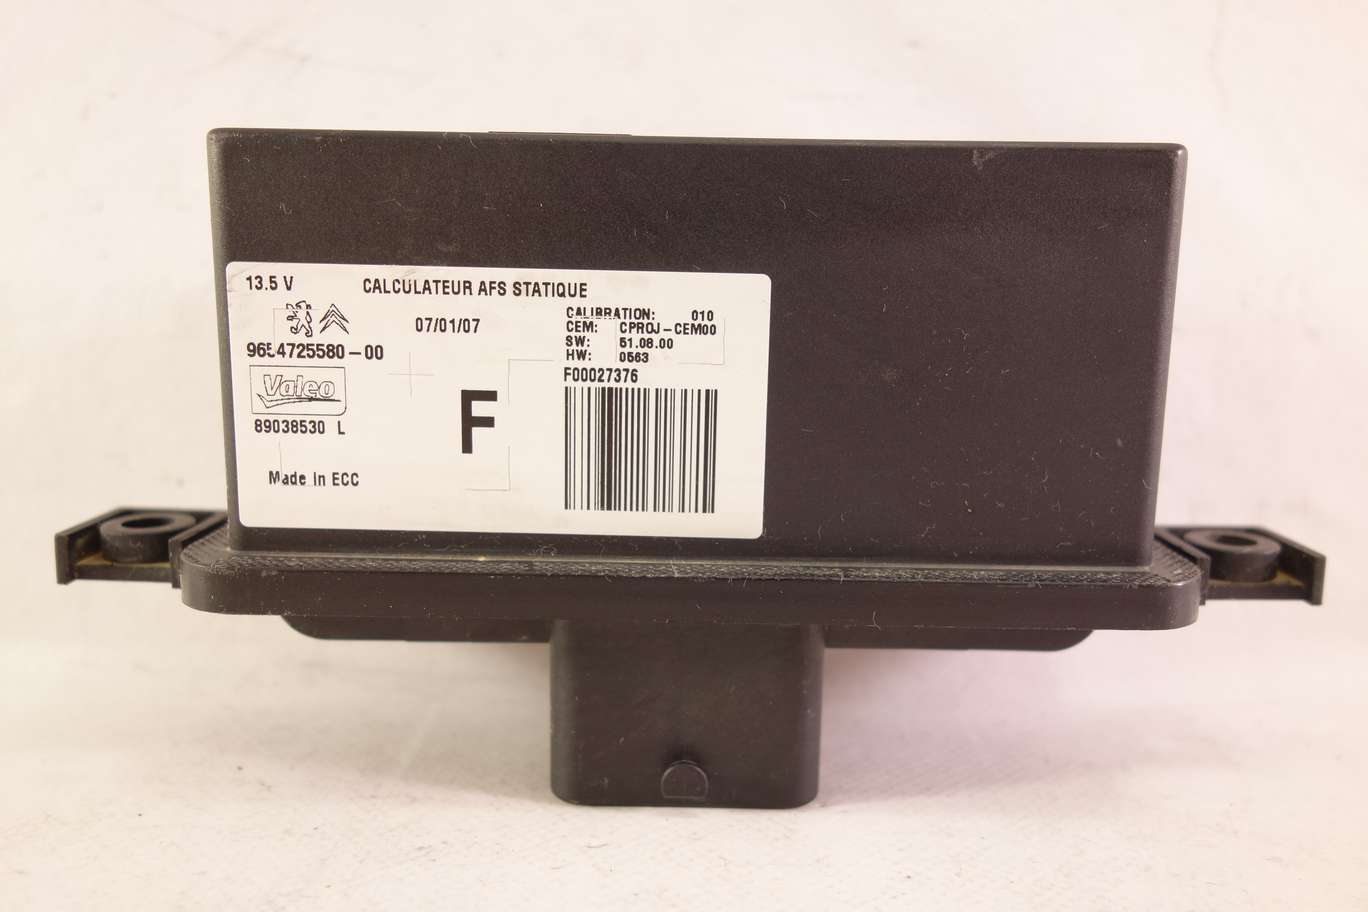 13.5 V CALCULATEUR AFS STATIQUE
07/01/07
9654725580-00
Valeo
89038530 L
Made In ECC
F
CALIBRATION: 010
CEM: CPROJ-CEM00
SW: 51.08.00
HW: 0563
F00027376